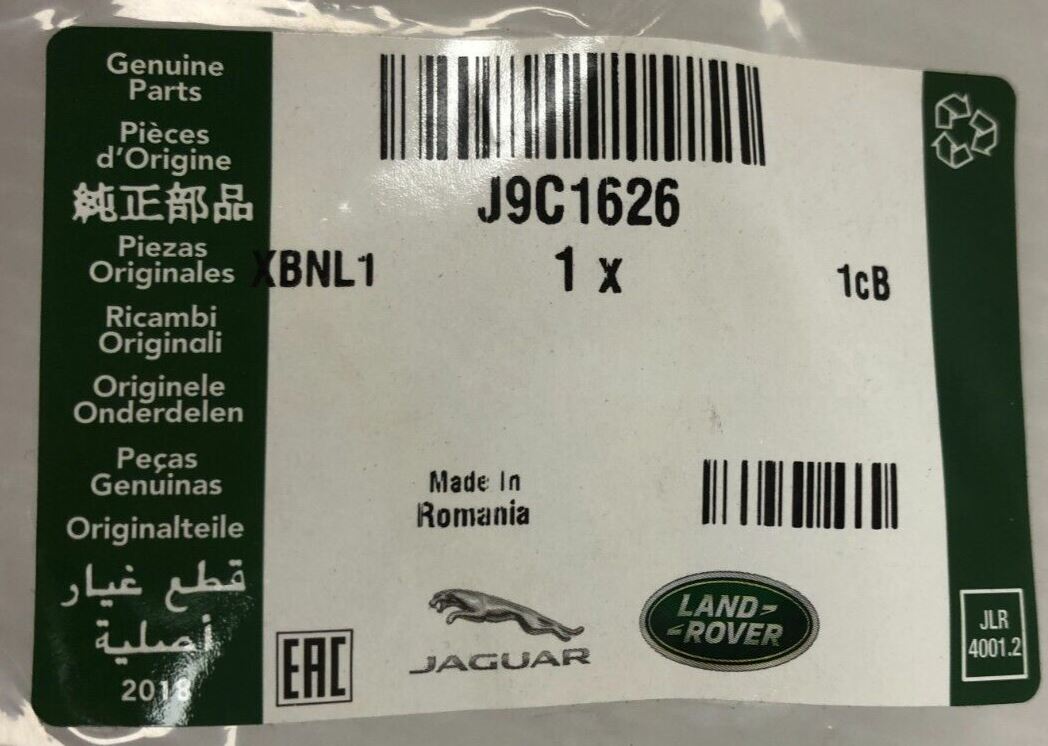 Genuine
Parts
Pièces
d'Origine
純正部品
Piezas
Originales
Ricambi
Originali
Originele
Onderdelen
Peças
Genuinas
Originalteile
قطع غيار
أصلية
2018
J9C1626
XBNL1
1 x
1cB
Made In
Romania
EAC
JAGUAR
LAND-
-ROVER
JLR
4001.2